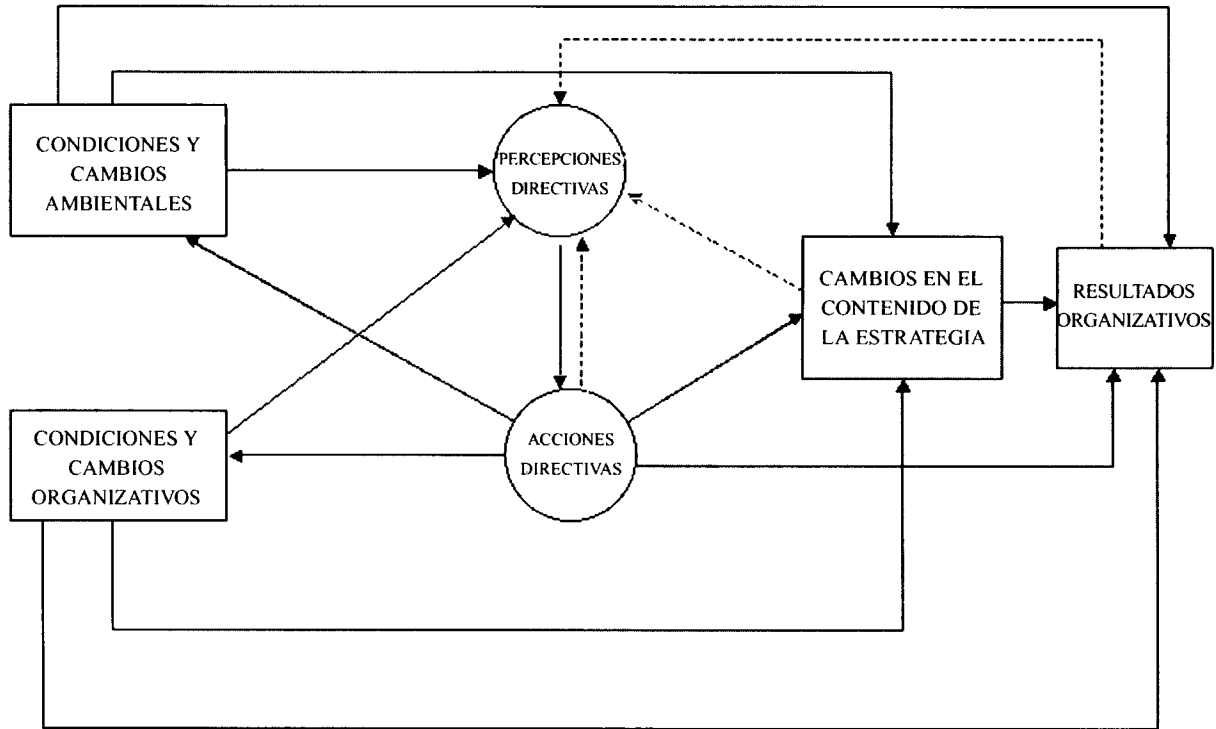 CONDICIONES Y
CAMBIOS
AMBIENTALES
PERCEPCIONES
DIRECTIVAS
CAMBIOS EN EL
CONTENIDO DE
LA ESTRATEGIA
RESULTADOS
ORGANIZATIVOS
CONDICIONES Y
CAMBIOS
ORGANIZATIVOS
ACCIONES
DIRECTIVAS